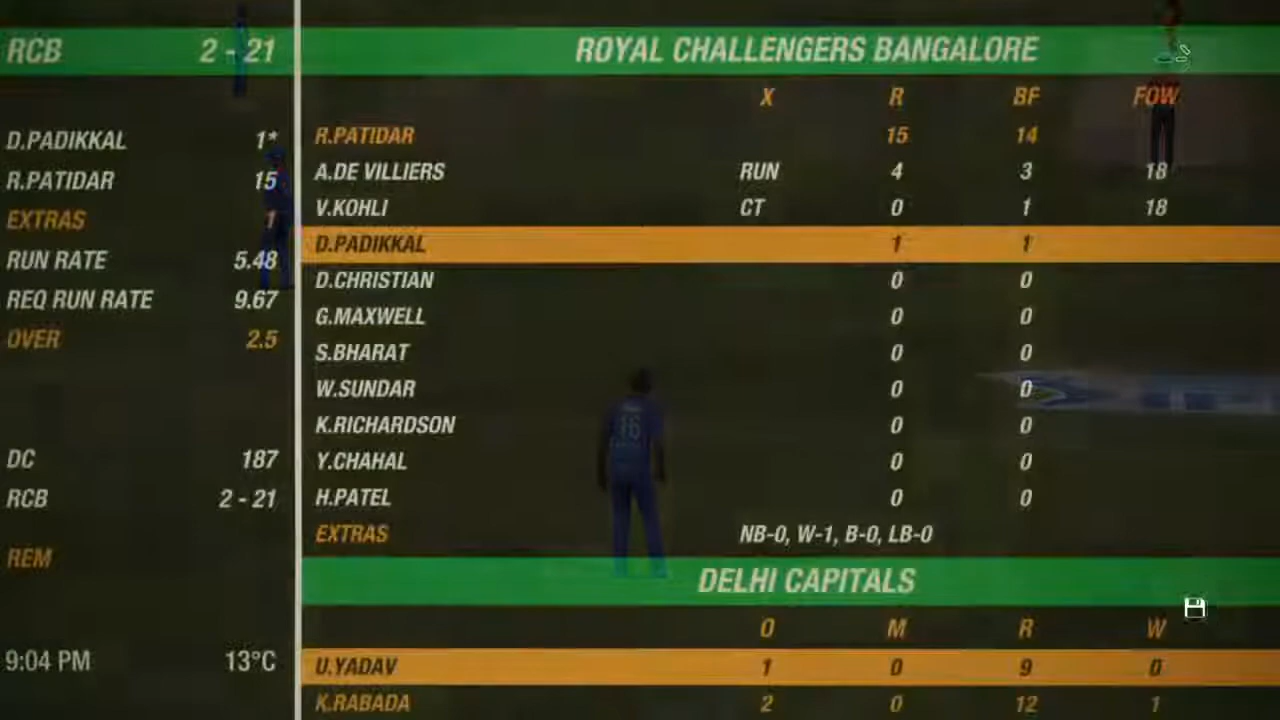 RCB 2 - 21
D.PADIKKAL 1*
R.PATIDAR 15
EXTRAS 1
RUN RATE 5.48
REQ RUN RATE 9.67
OVER 2.5
DC 187
RCB 2 - 21
REM
9:04 PM 13°C
ROYAL CHALLENGERS BANGALORE
X R BF FOW
R.PATIDAR 15 14
A.DE VILLIERS RUN 4 3 18
V.KOHLI CT 0 1 18
D.PADIKKAL 1 1
D.CHRISTIAN 0 0
G.MAXWELL 0 0
S.BHARAT 0 0
W.SUNDAR 0 0
K.RICHARDSON 0 0
Y.CHAHAL 0 0
H.PATEL 0 0
EXTRAS NB-0, W-1, B-0, LB-0
DELHI CAPITALS
O M R W
U.YADAV 1 0 9 0
K.RABADA 2 0 12 1
16